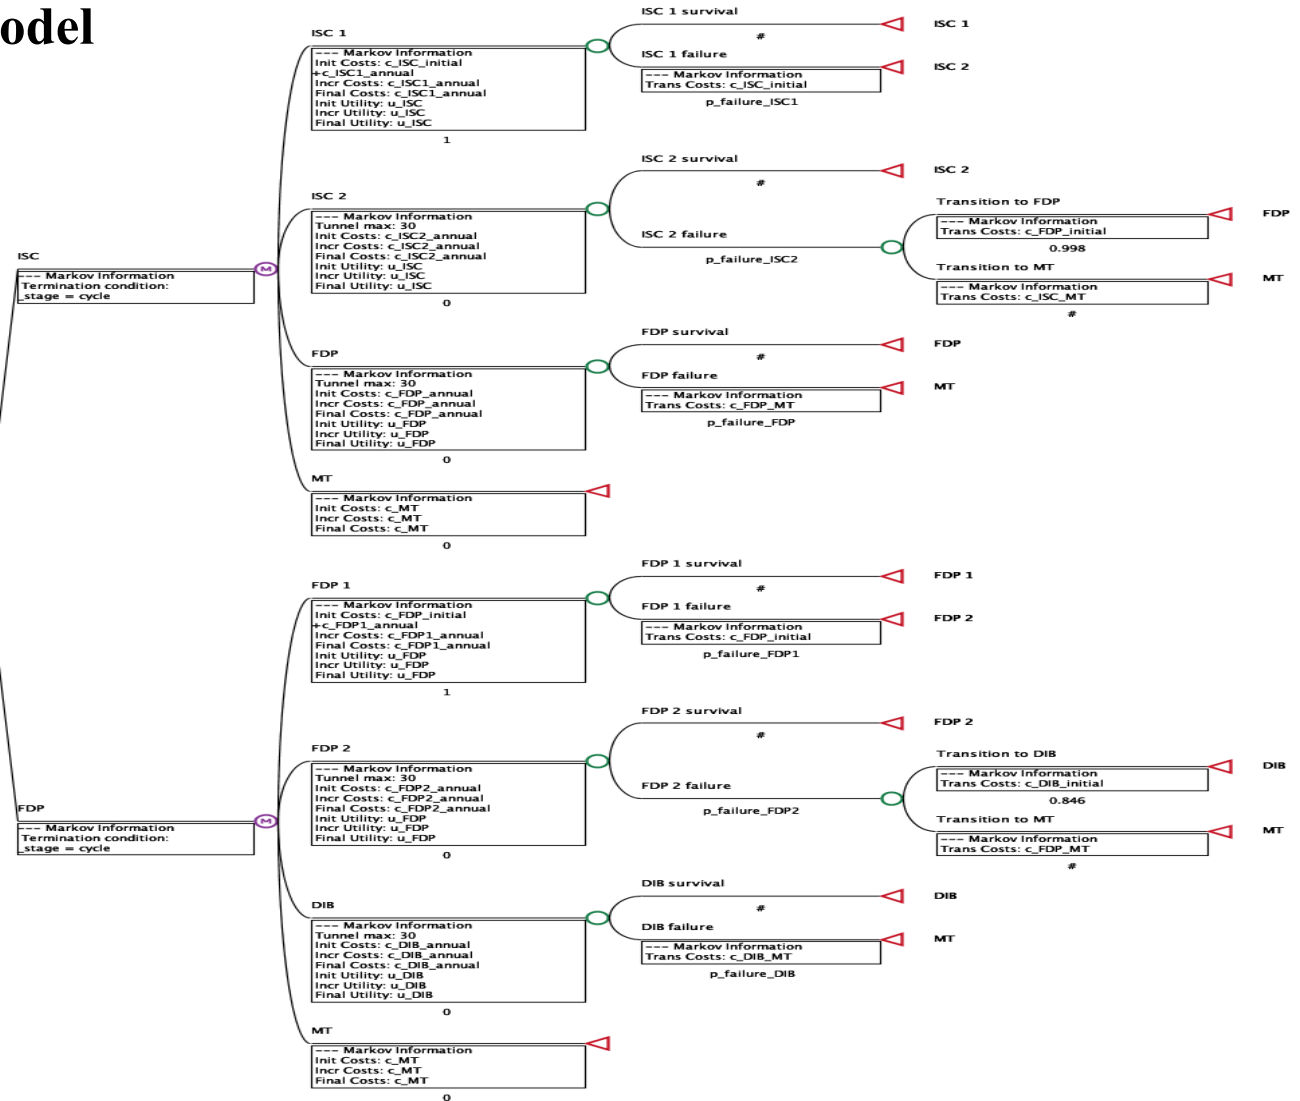 odel
ISC
--- Markov Information
Termination condition:
_stage = cycle
M
ISC 1
--- Markov Information
Init Costs: c_ISC_initial
+c_ISC1_annual
Incr Costs: c_ISC1_annual
Final Costs: c_ISC1_annual
Init Utility: u_ISC
Incr Utility: u_ISC
Final Utility: u_ISC
1
ISC 1 survival
#
ISC 1
ISC 1 failure
--- Markov Information
Trans Costs: c_ISC_initial
p_failure_ISC1
ISC 2
ISC 2
--- Markov Information
Tunnel max: 30
Init Costs: c_ISC2_annual
Incr Costs: c_ISC2_annual
Final Costs: c_ISC2_annual
Init Utility: u_ISC
Incr Utility: u_ISC
Final Utility: u_ISC
0
ISC 2 survival
#
ISC 2
ISC 2 failure
p_failure_ISC2
Transition to FDP
--- Markov Information
Trans Costs: c_FDP_initial
0.998
FDP
Transition to MT
--- Markov Information
Trans Costs: c_ISC_MT
#
MT
FDP
--- Markov Information
Tunnel max: 30
Init Costs: c_FDP_annual
Incr Costs: c_FDP_annual
Final Costs: c_FDP_annual
Init Utility: u_FDP
Incr Utility: u_FDP
Final Utility: u_FDP
0
FDP survival
#
FDP
FDP failure
--- Markov Information
Trans Costs: c_FDP_MT
p_failure_FDP
MT
MT
--- Markov Information
Init Costs: c_MT
Incr Costs: c_MT
Final Costs: c_MT
0
FDP
--- Markov Information
Termination condition:
_stage = cycle
M
FDP 1
--- Markov Information
Init Costs: c_FDP_initial
+c_FDP1_annual
Incr Costs: c_FDP1_annual
Final Costs: c_FDP1_annual
Init Utility: u_FDP
Incr Utility: u_FDP
Final Utility: u_FDP
1
FDP 1 survival
#
FDP 1
FDP 1 failure
--- Markov Information
Trans Costs: c_FDP_initial
p_failure_FDP1
FDP 2
FDP 2
--- Markov Information
Tunnel max: 30
Init Costs: c_FDP2_annual
Incr Costs: c_FDP2_annual
Final Costs: c_FDP2_annual
Init Utility: u_FDP
Incr Utility: u_FDP
Final Utility: u_FDP
0
FDP 2 survival
#
FDP 2
FDP 2 failure
p_failure_FDP2
Transition to DIB
--- Markov Information
Trans Costs: c_DIB_initial
0.846
DIB
Transition to MT
--- Markov Information
Trans Costs: c_FDP_MT
#
MT
DIB
--- Markov Information
Tunnel max: 30
Init Costs: c_DIB_annual
Incr Costs: c_DIB_annual
Final Costs: c_DIB_annual
Init Utility: u_DIB
Incr Utility: u_DIB
Final Utility: u_DIB
0
DIB survival
#
DIB
DIB failure
--- Markov Information
Trans Costs: c_DIB_MT
p_failure_DIB
MT
MT
--- Markov Information
Init Costs: c_MT
Incr Costs: c_MT
Final Costs: c_MT
0